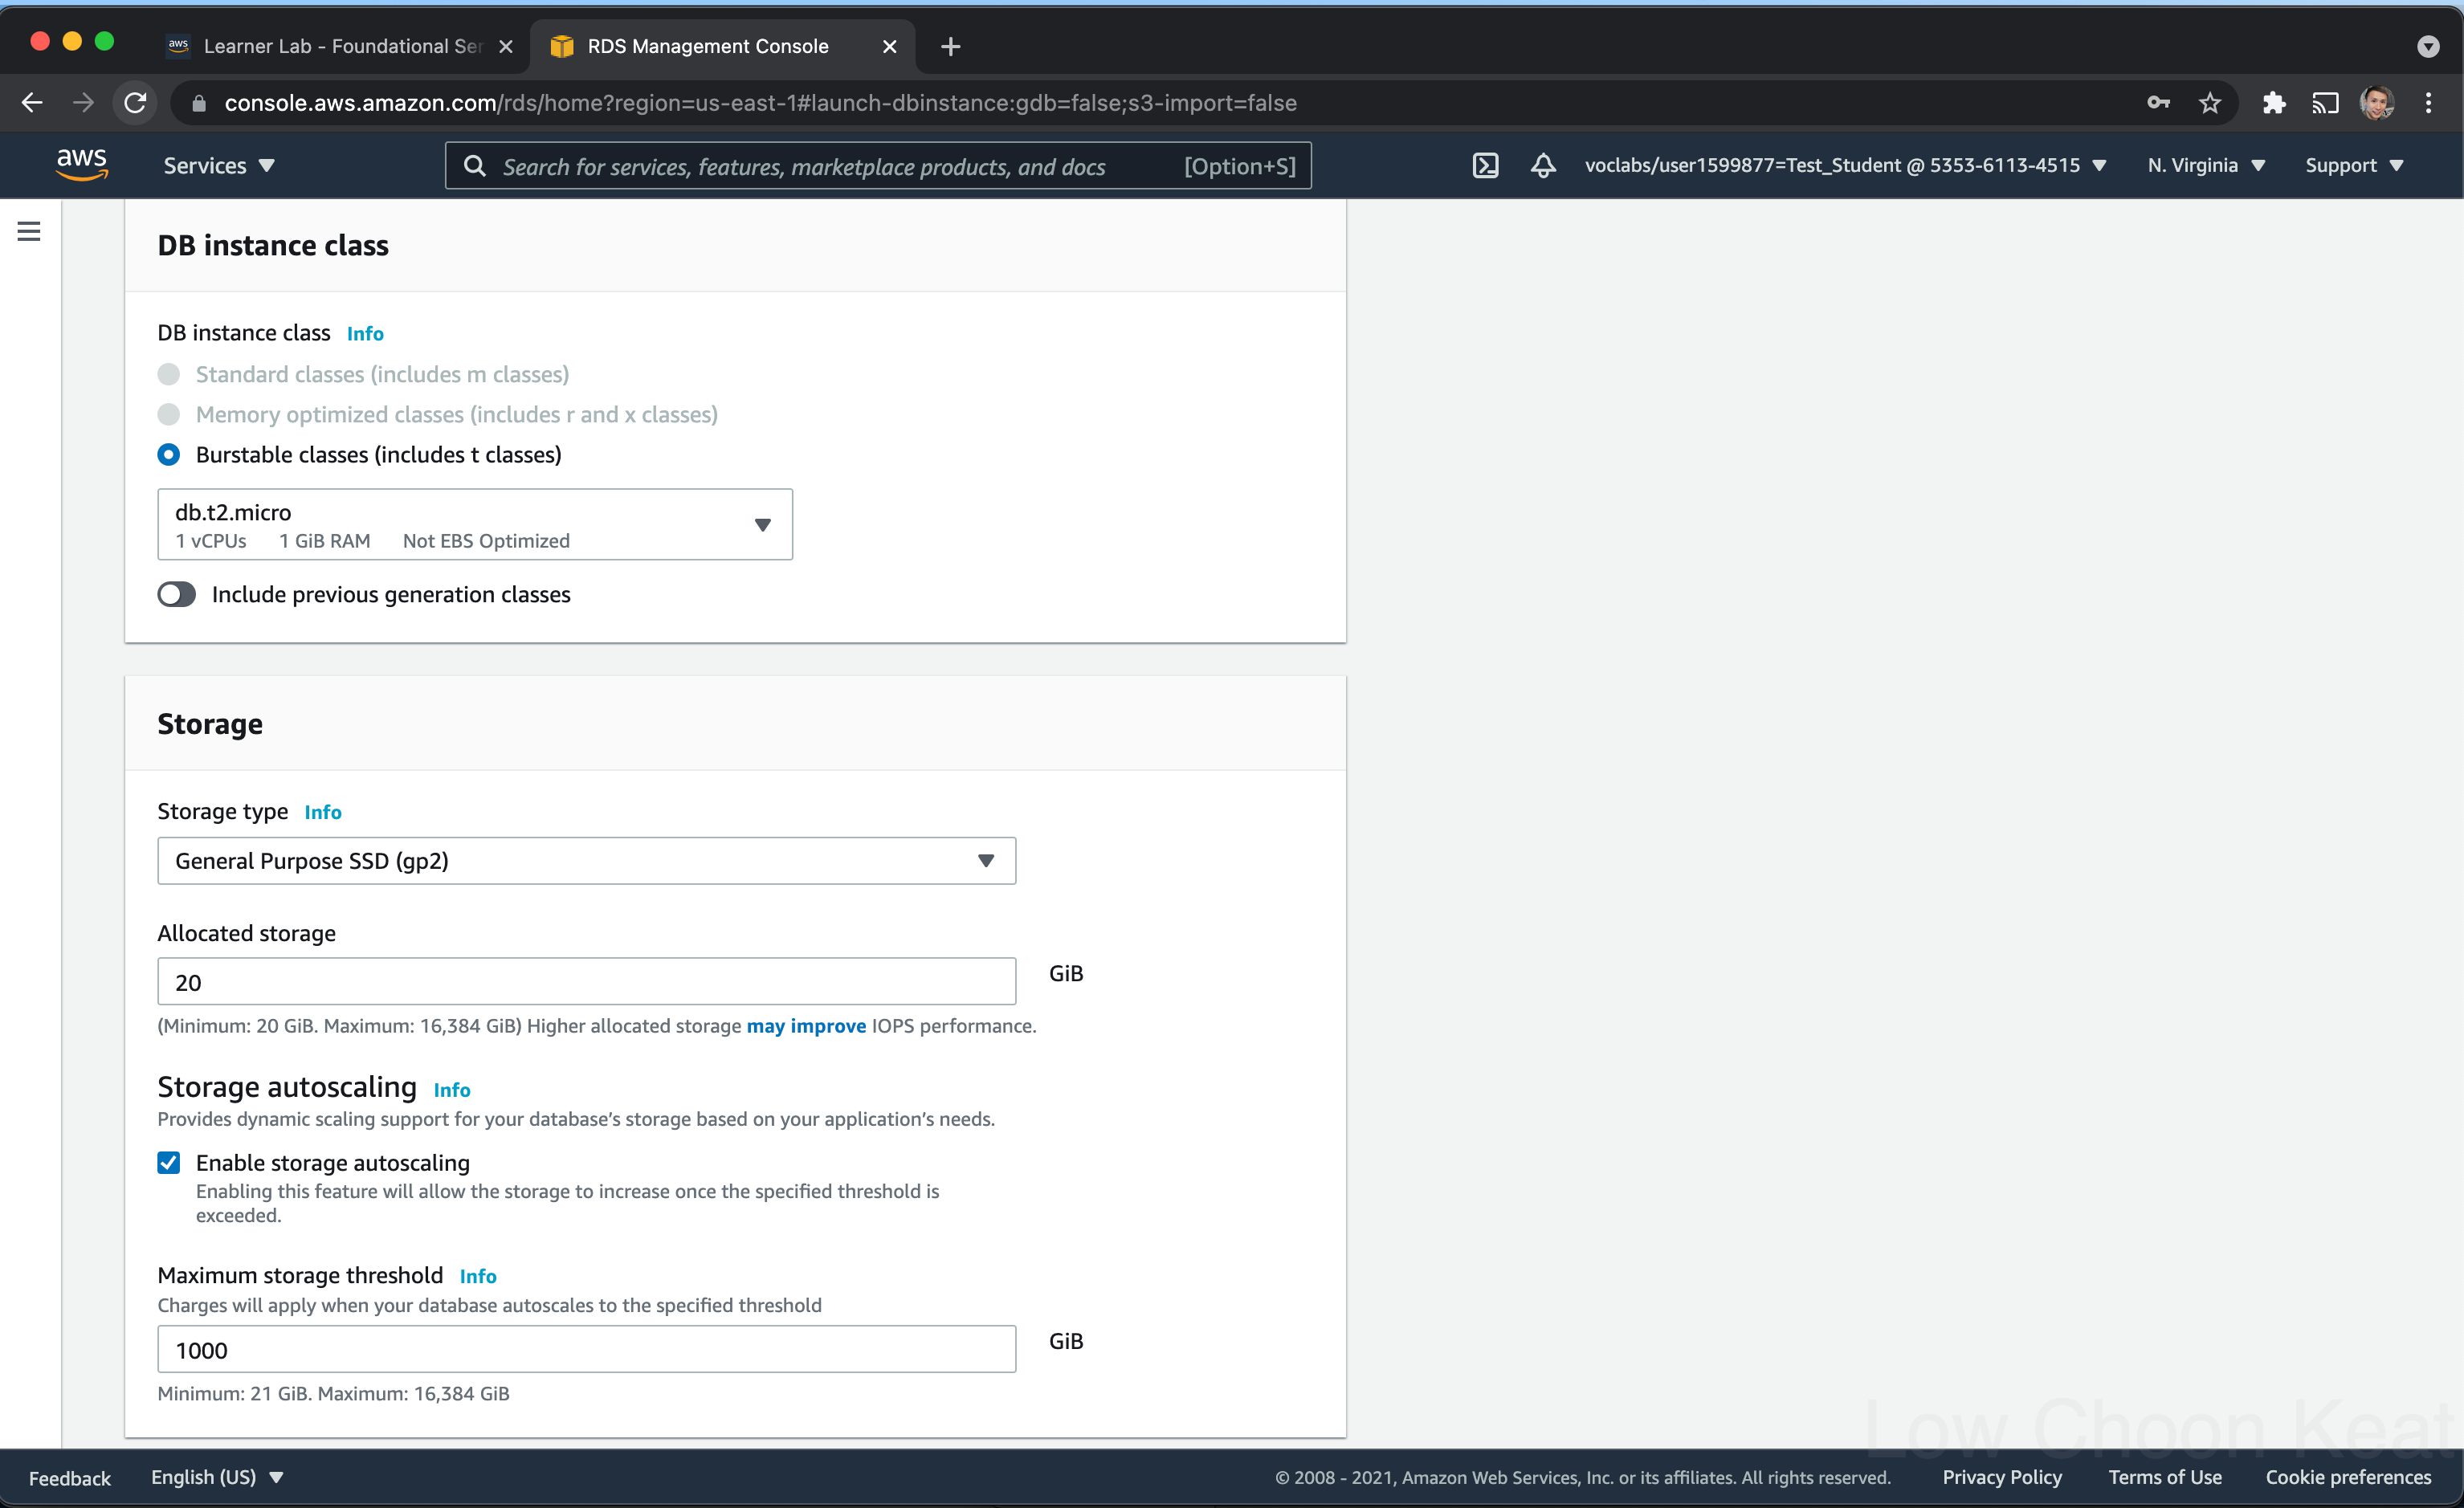 aws Learner Lab - Foundational Ser
RDS Management Console
console.aws.amazon.com/rds/home?region=us-east-1#launch-dbinstance:gdb=false;s3-import=false
aws
Services
Search for services, features, marketplace products, and docs [Option+S]
voclabs/user1599877=Test_Student @ 5353-6113-4515
N. Virginia
Support
DB instance class
DB instance class Info
Standard classes (includes m classes)
Memory optimized classes (includes r and x classes)
Burstable classes (includes t classes)
db.t2.micro
1 vCPUs 1 GiB RAM Not EBS Optimized
Include previous generation classes
Storage
Storage type Info
General Purpose SSD (gp2)
Allocated storage
20 GiB
(Minimum: 20 GiB. Maximum: 16,384 GiB) Higher allocated storage may improve IOPS performance.
Storage autoscaling Info
Provides dynamic scaling support for your database’s storage based on your application’s needs.
Enable storage autoscaling
Enabling this feature will allow the storage to increase once the specified threshold is
exceeded.
Maximum storage threshold Info
Charges will apply when your database autoscales to the specified threshold
1000 GiB
Minimum: 21 GiB. Maximum: 16,384 GiB
Low Choon Keat
Feedback English (US) © 2008 - 2021, Amazon Web Services, Inc. or its affiliates. All rights reserved. Privacy Policy Terms of Use Cookie preferences